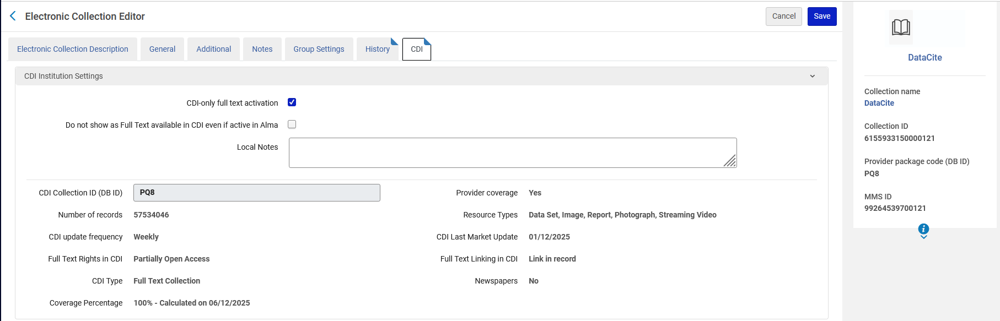 Electronic Collection Editor
Cancel
Save
Electronic Collection Description
General
Additional
Notes
Group Settings
History
CDI
CDI Institution Settings
CDI-only full text activation
Do not show as Full Text available in CDI even if active in Alma
Local Notes
CDI Collection ID (DB ID) PQ8
Provider coverage Yes
Number of records 57534046
Resource Types Data Set, Image, Report, Photograph, Streaming Video
CDI update frequency Weekly
CDI Last Market Update 01/12/2025
Full Text Rights in CDI Partially Open Access
Full Text Linking in CDI Link in record
CDI Type Full Text Collection
Newspapers No
Coverage Percentage 100% - Calculated on 06/12/2025
DataCite
Collection name
DataCite
Collection ID
6155933150000121
Provider package code (DB ID)
PQ8
MMS ID
99264539700121